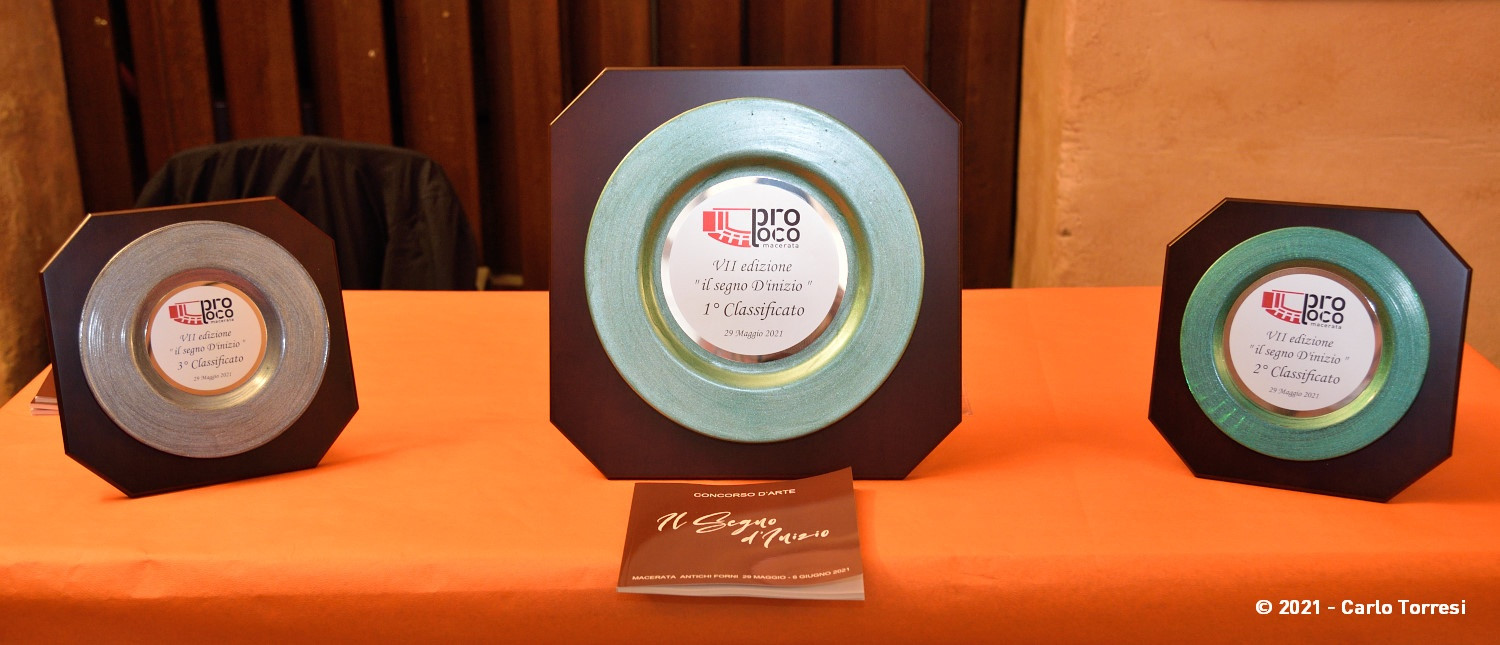 pro
loco
macerata
VII edizione
"il segno D'inizio"
3° Classificato
29 Maggio 2021
pro
loco
macerata
VII edizione
"il segno D'inizio"
1° Classificato
29 Maggio 2021
pro
loco
macerata
VII edizione
"il segno D'inizio"
2° Classificato
29 Maggio 2021
CONCORSO D'ARTE
Il Segno
d'Inizio
MACERATA ANTICHI FORNI 29 MAGGIO - 6 GIUGNO 2021
© 2021 - Carlo Torresi